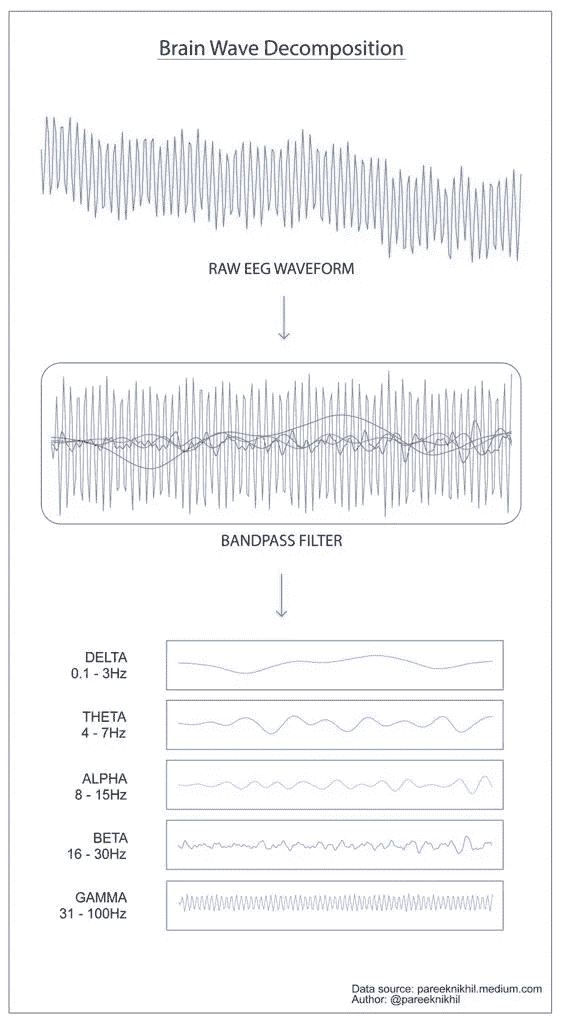 Brain Wave Decomposition
RAW EEG WAVEFORM
BANDPASS FILTER
DELTA
0.1 - 3Hz
THETA
4 - 7Hz
ALPHA
8 - 15Hz
BETA
16 - 30Hz
GAMMA
31 - 100Hz
Data source: pareeknikhil.medium.com
Author: @pareeknikhil